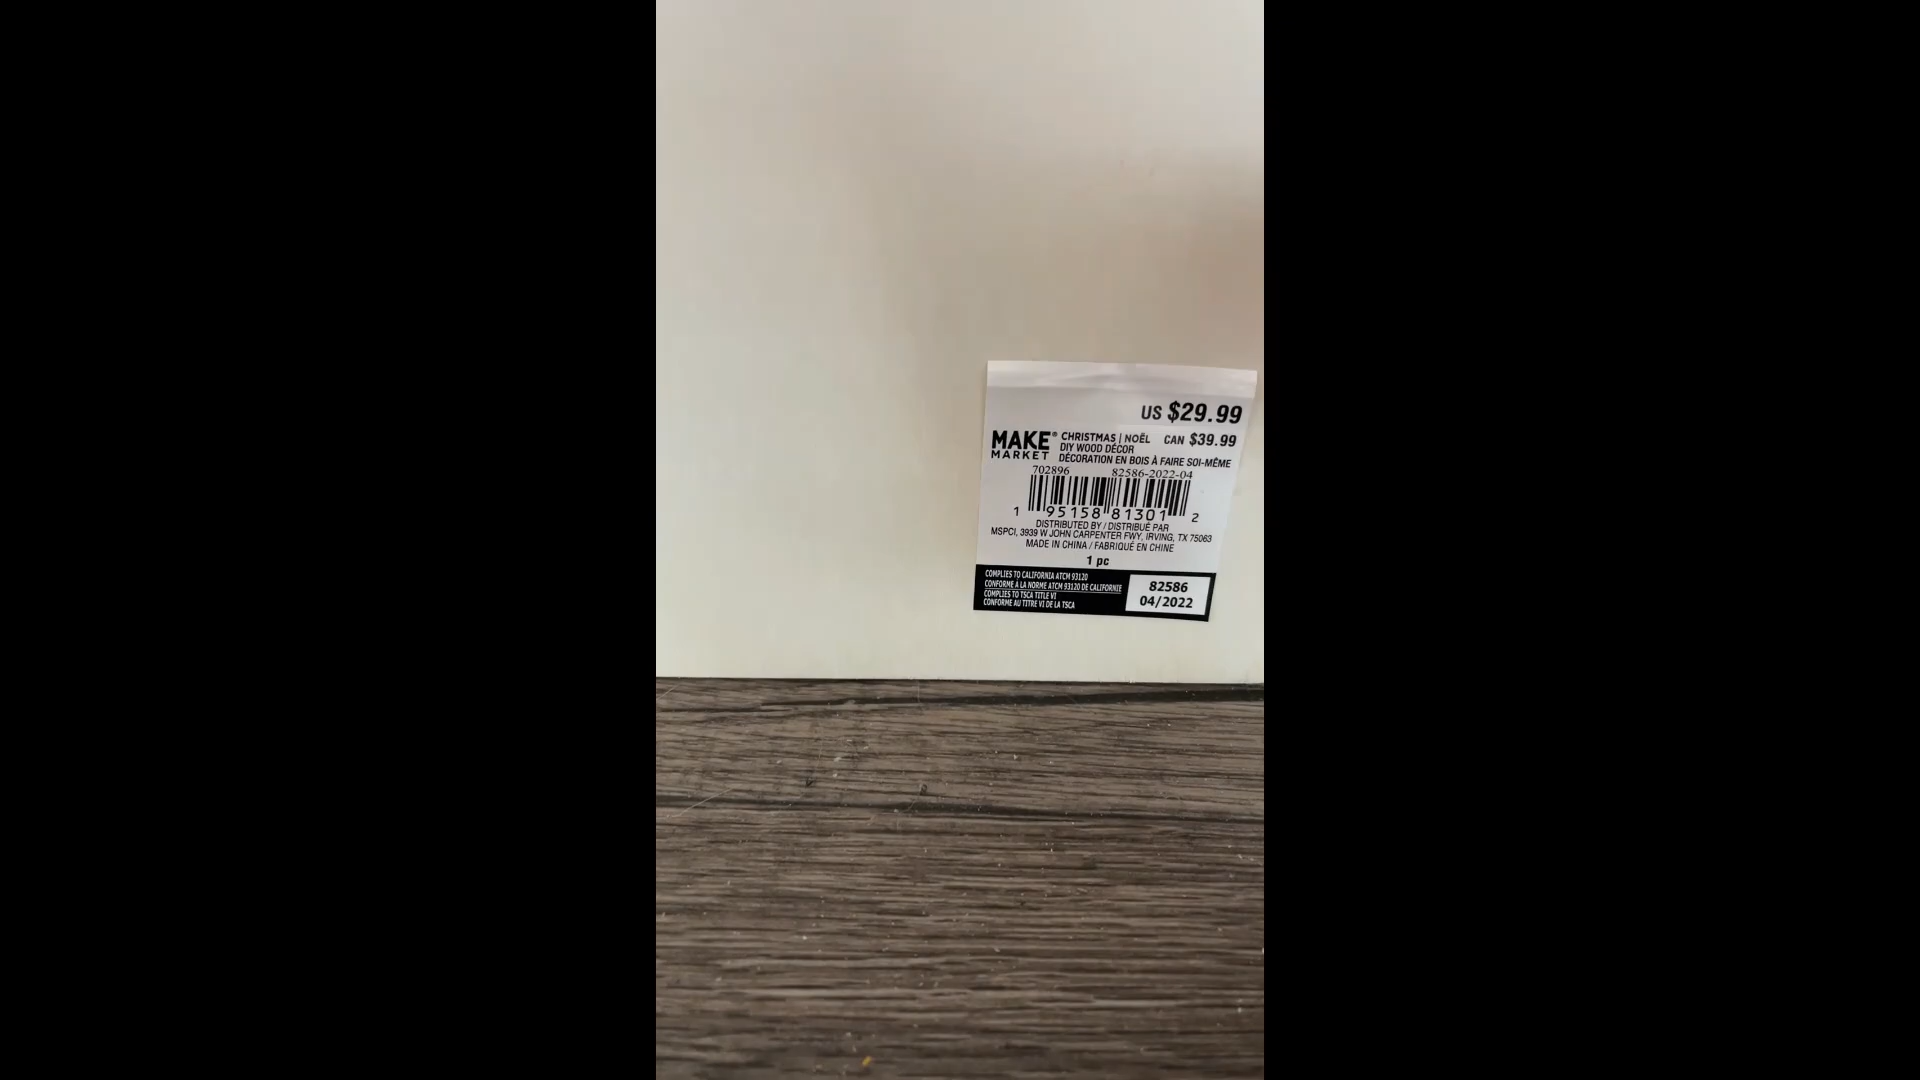 US $29.99
MAKE® CHRISTMAS | NOËL CAN $39.99
MARKET DIY WOOD DÉCOR
DÉCORATION EN BOIS À FAIRE SOI-MÊME
702896 82586-2022-04
1 95158 81301 2
DISTRIBUTED BY / DISTRIBUÉ PAR
MSPCI, 3939 W JOHN CARPENTER FWY, IRVING, TX 75063
MADE IN CHINA / FABRIQUÉ EN CHINE
1 pc
COMPLIES TO CALIFORNIA ATCM 93120
CONFORME À LA NORME ATCM 93120 DE CALIFORNIE
COMPLIES TO TSCA TITLE VI
CONFORME AU TITRE VI DE LA TSCA
82586
04/2022